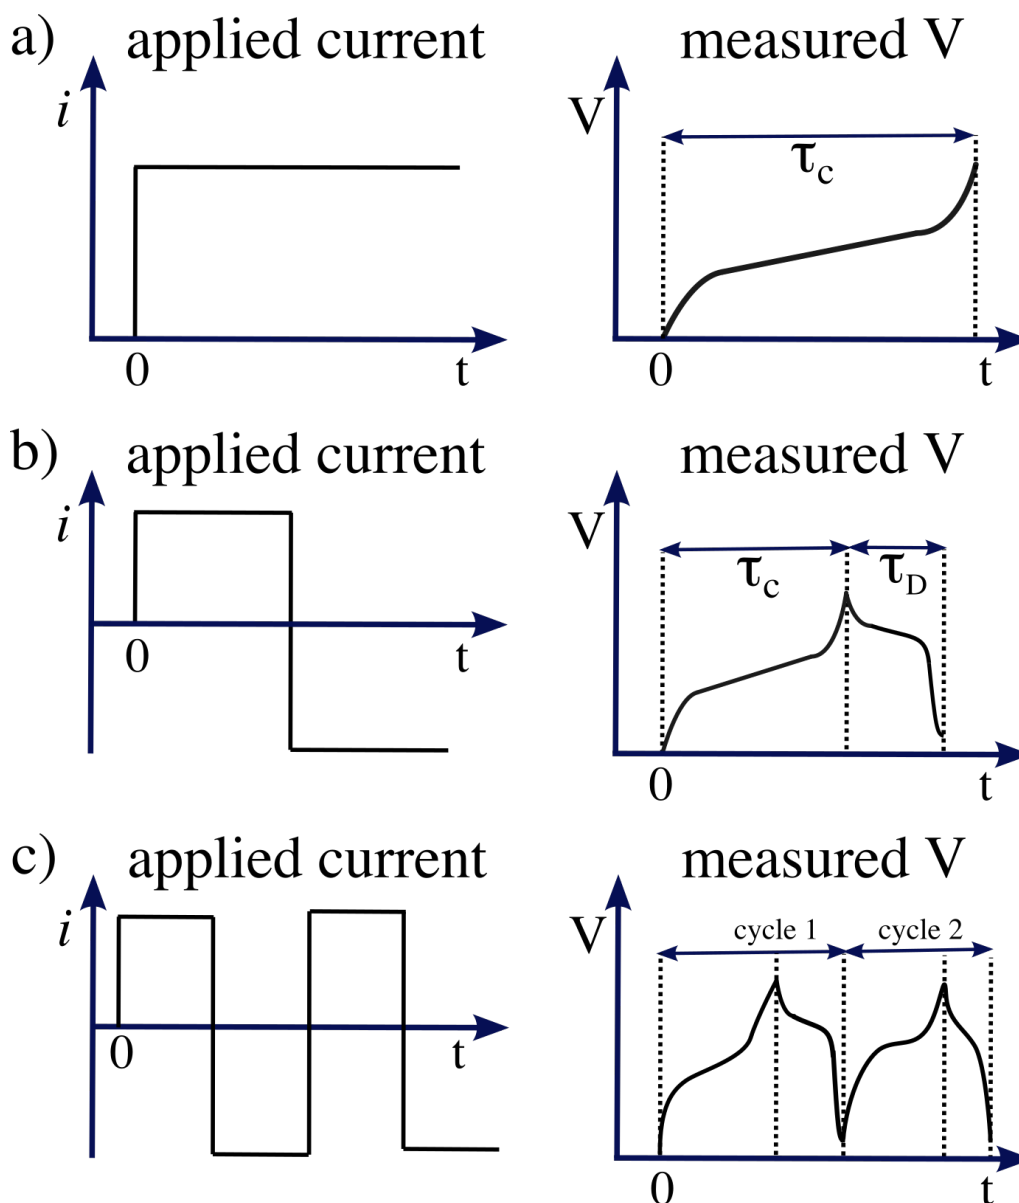 a) applied current measured V
i V
τc
0 t 0 t
b) applied current measured V
i V
τc τD
0 t 0 t
c) applied current measured V
i V cycle 1 cycle 2
0 t
0 t